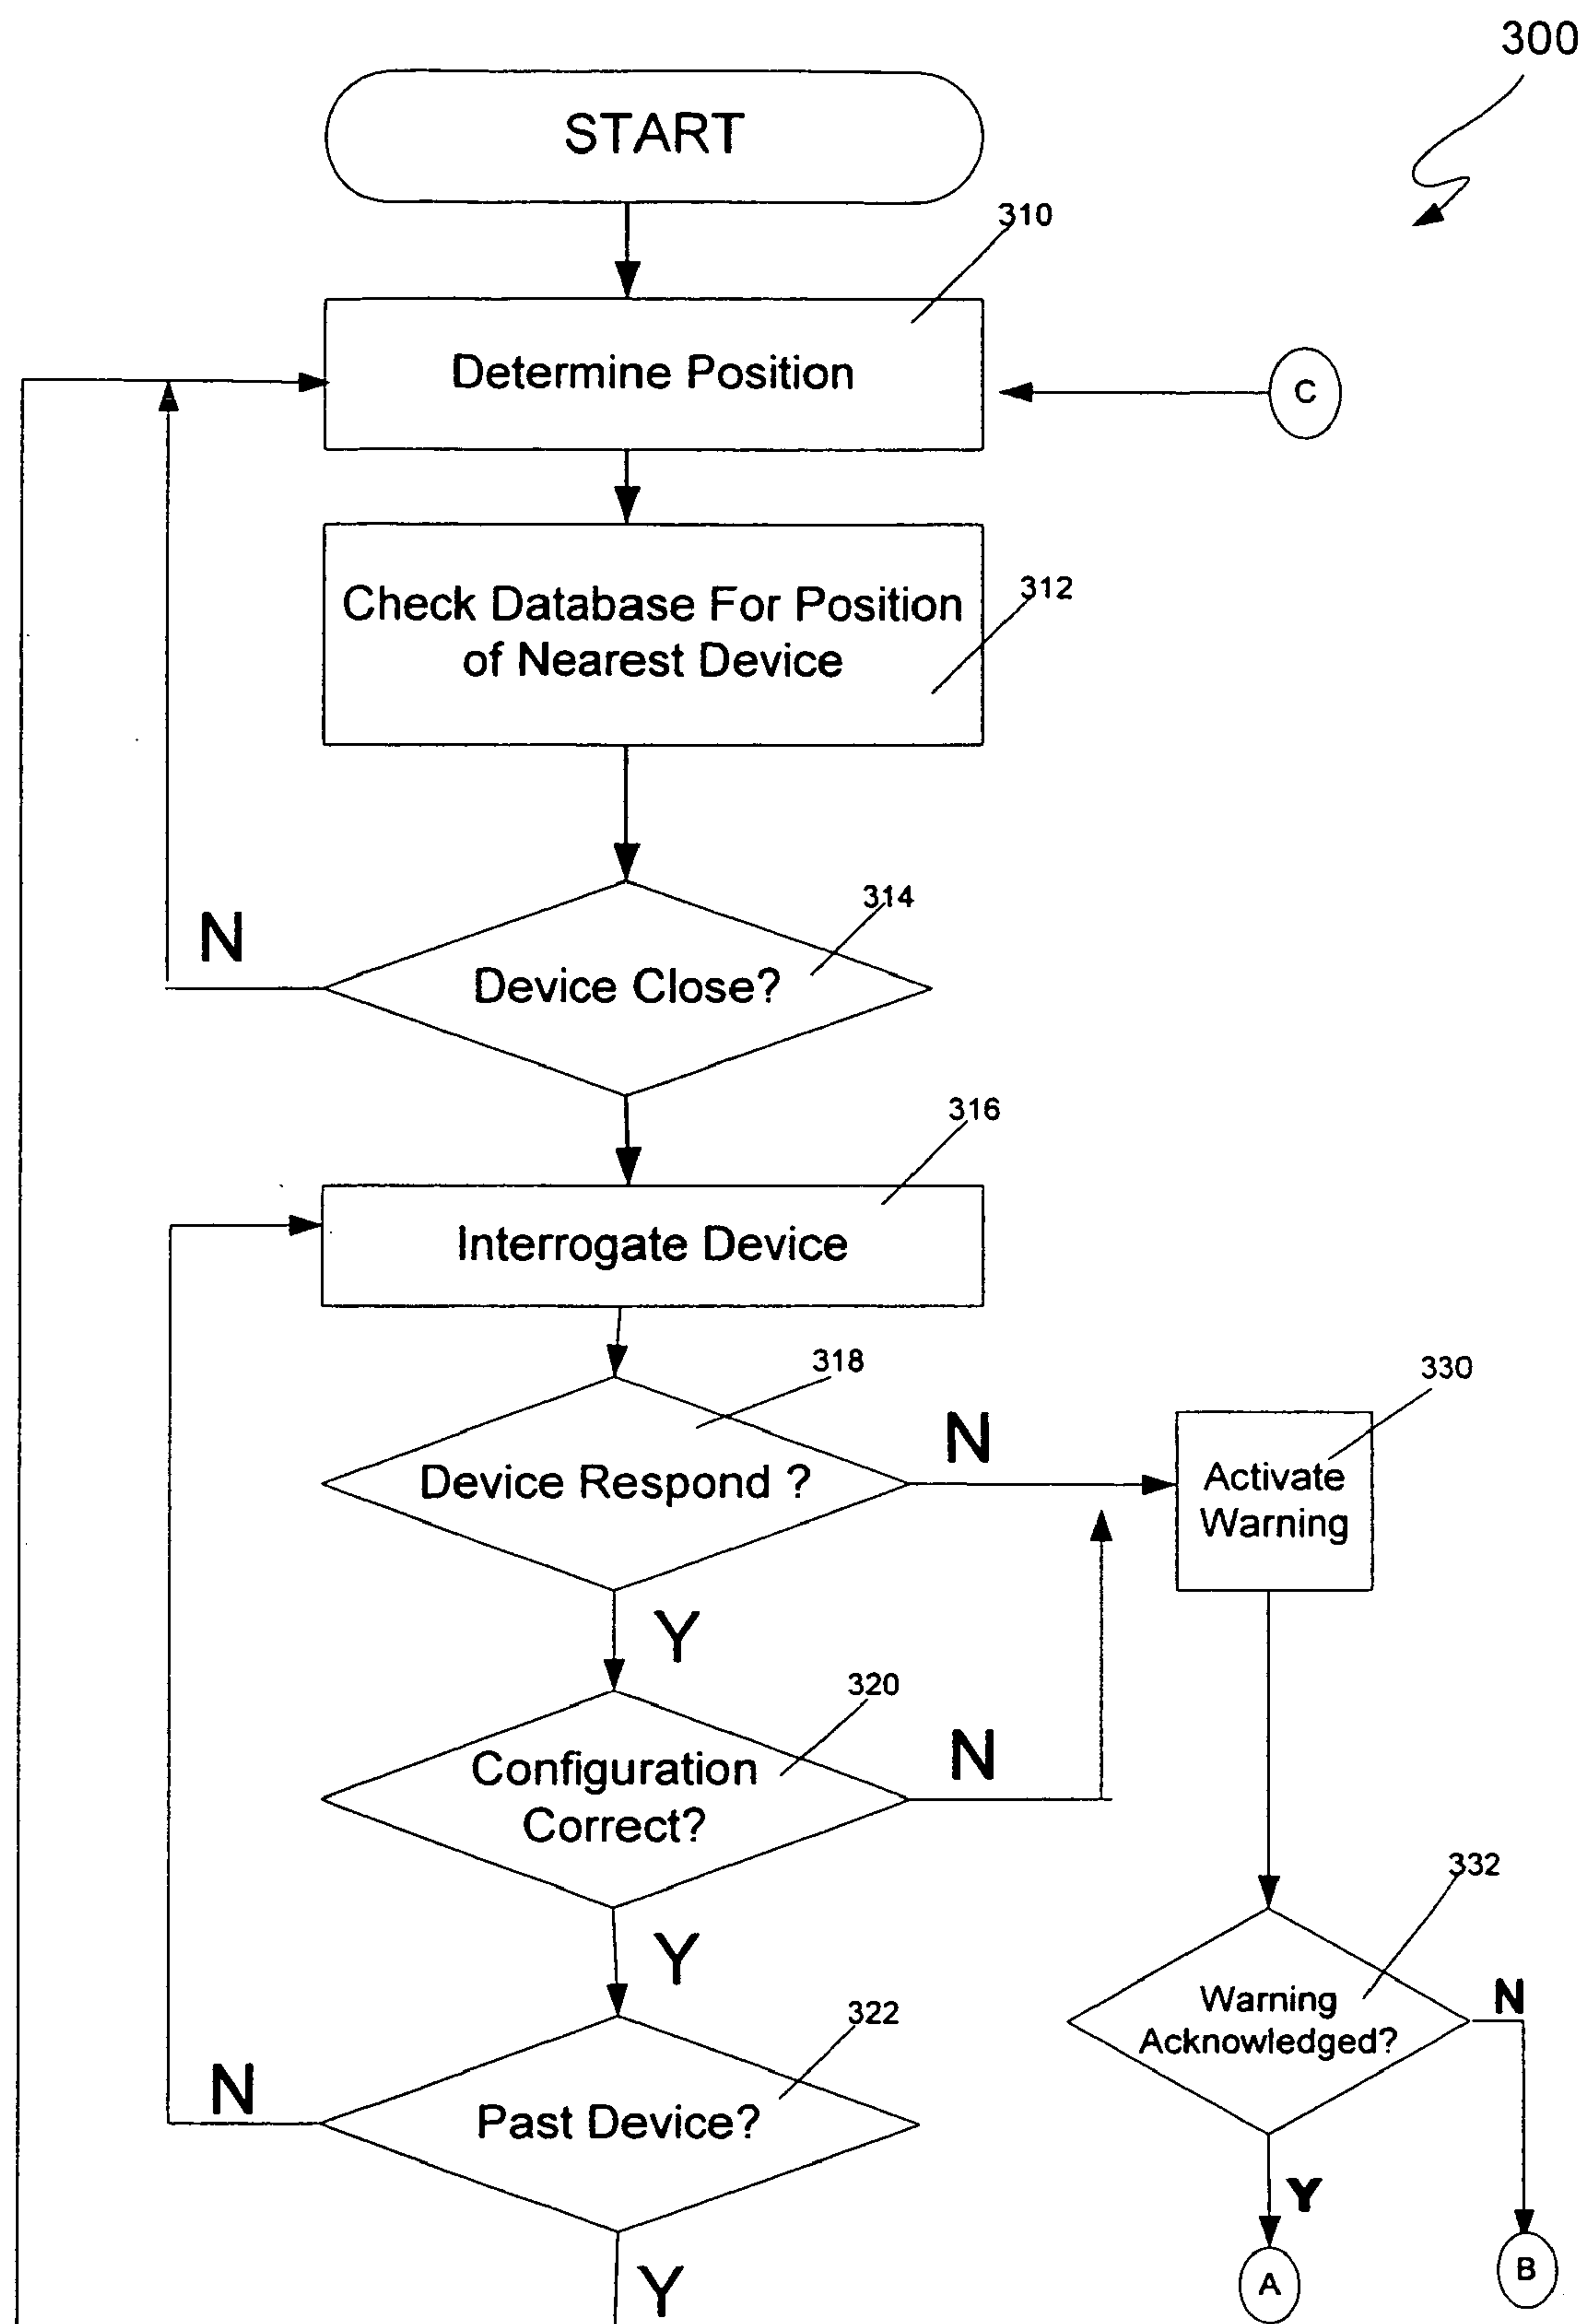 300
START
310
Determine Position
C
Check Database For Position
of Nearest Device
312
314
N
Device Close?
316
Interrogate Device
318
330
N
Device Respond ?
Activate
Warning
Y
320
Configuration
Correct?
N
332
Y
Warning
Acknowledged?
N
322
N
Past Device?
Y
Y
A
B